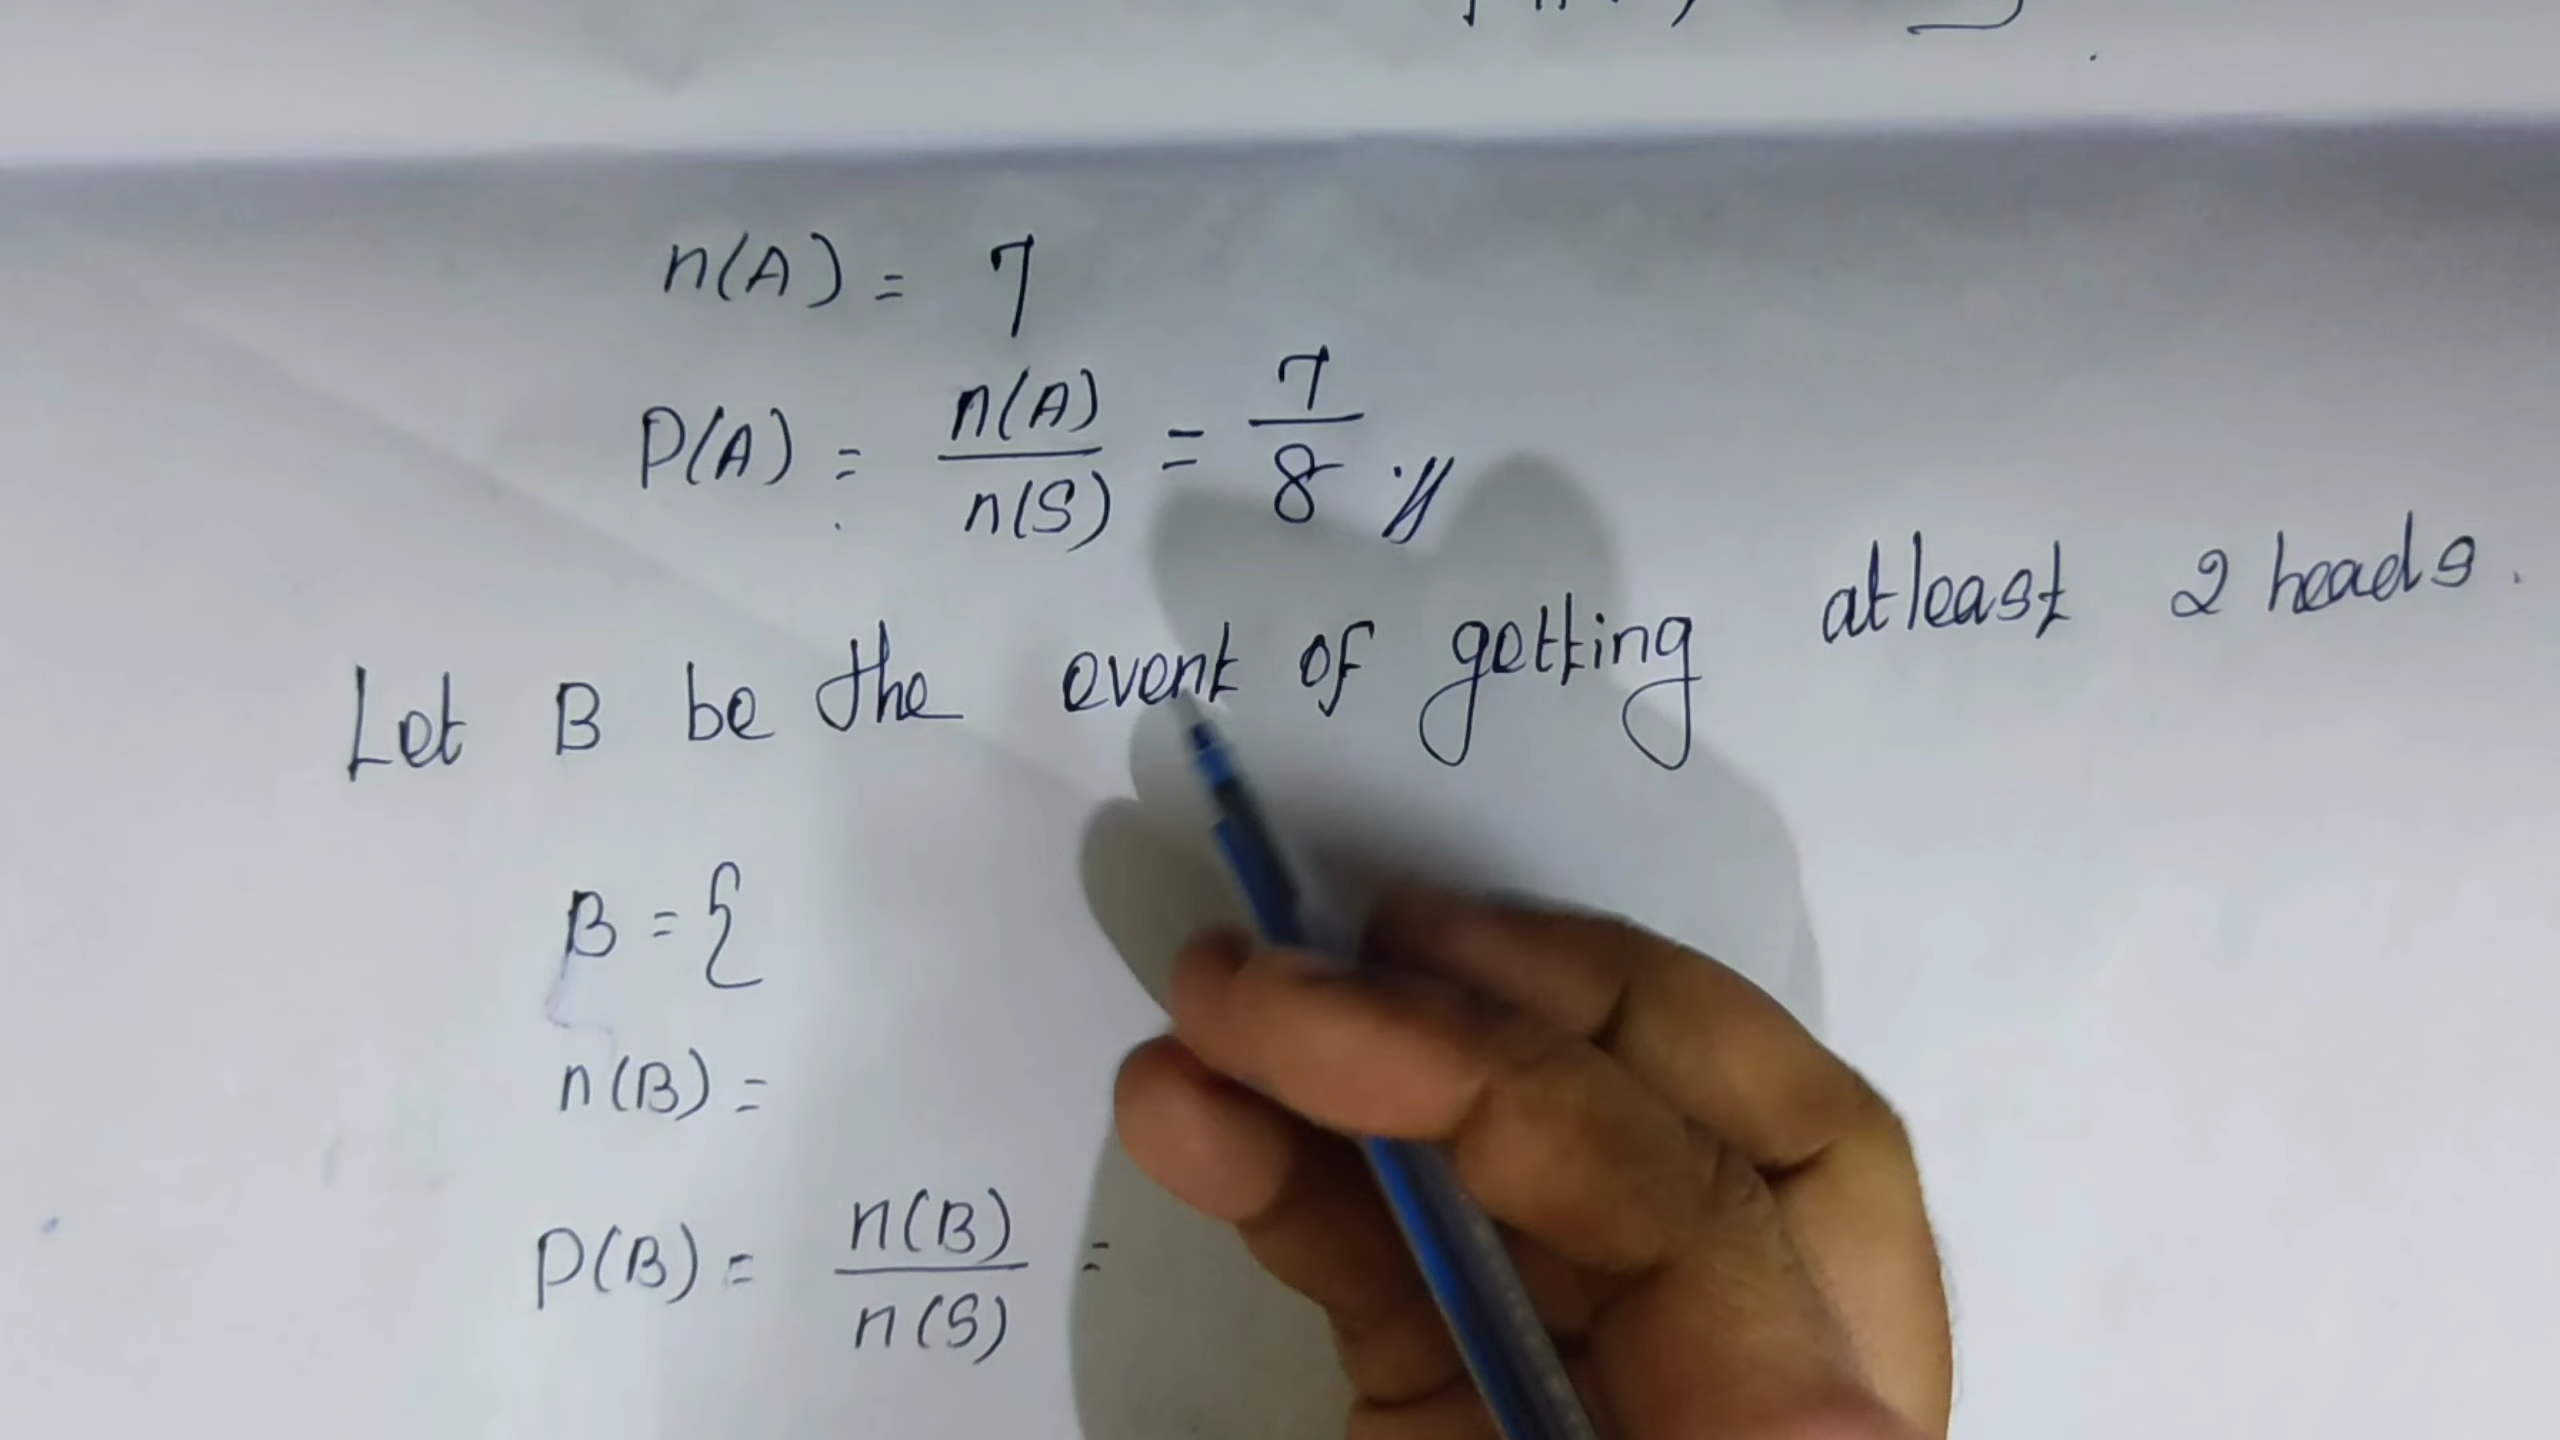 n(A) = 7
P(A) = n(A)/n(S) = 7/8 //
Let B be the event of getting atleast 2 heads.
B = {
n(B) =
P(B) = n(B)/n(S) =